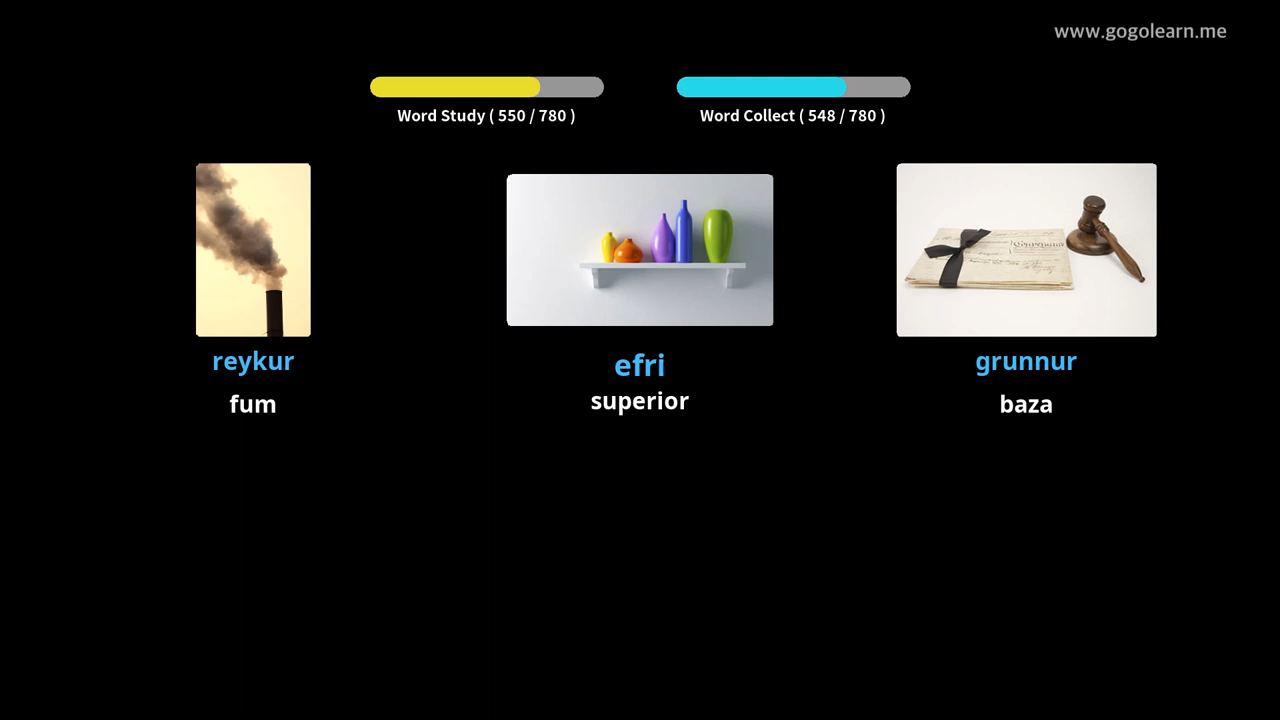 www.gogolearn.me
Word Study ( 550 / 780 )
Word Collect ( 548 / 780 )
reykur
fum
efri
superior
grunnur
baza